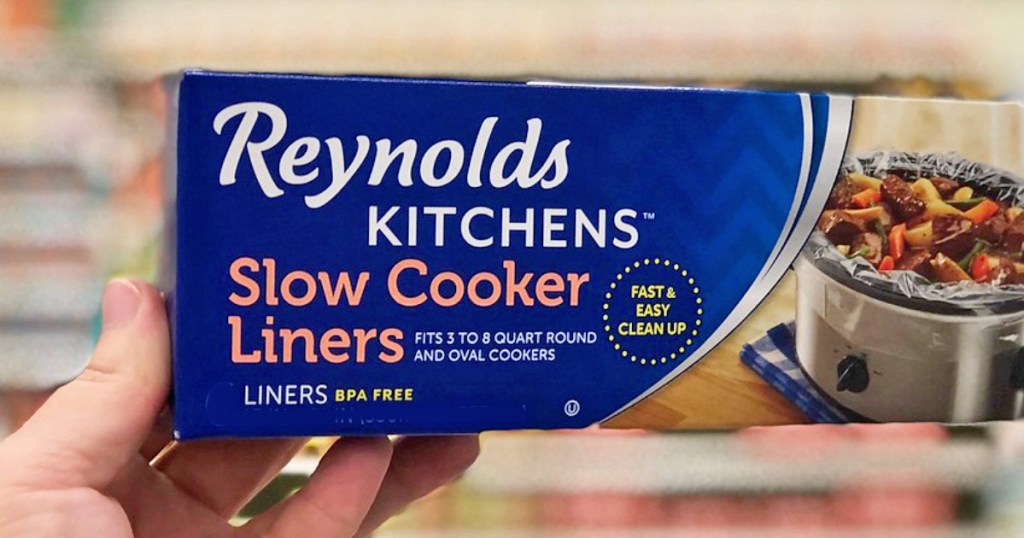 Reynolds
KITCHENS™
Slow Cooker
Liners
FITS 3 TO 8 QUART ROUND
AND OVAL COOKERS
FAST &
EASY
CLEAN UP
LINERS BPA FREE
U